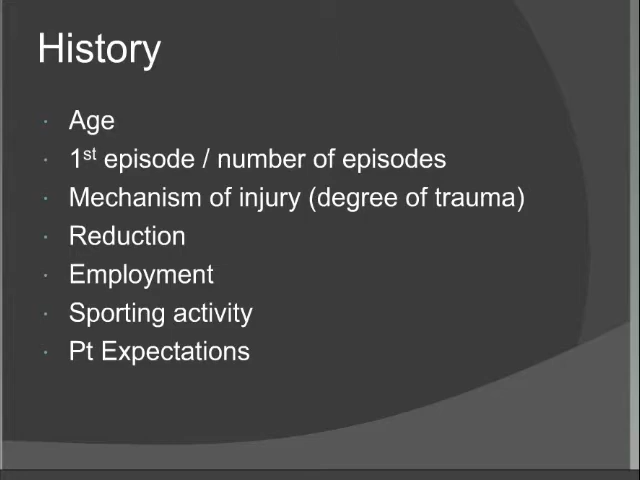 History
· Age
· 1st episode / number of episodes
· Mechanism of injury (degree of trauma)
· Reduction
· Employment
· Sporting activity
· Pt Expectations